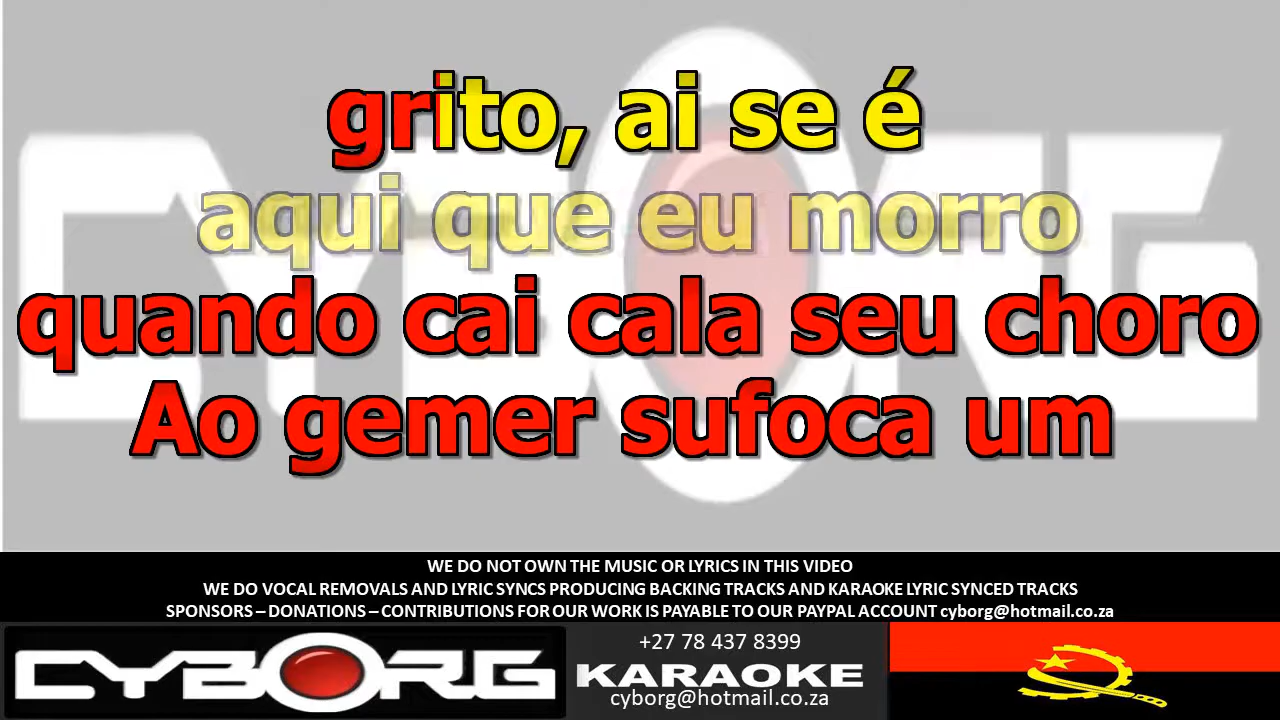 grito, ai se é
aqui que eu morro
quando cai cala seu choro
Ao gemer sufoca um
WE DO NOT OWN THE MUSIC OR LYRICS IN THIS VIDEO
WE DO VOCAL REMOVALS AND LYRIC SYNCS PRODUCING BACKING TRACKS AND KARAOKE LYRIC SYNCED TRACKS
SPONSORS – DONATIONS – CONTRIBUTIONS FOR OUR WORK IS PAYABLE TO OUR PAYPAL ACCOUNT cyborg@hotmail.co.za
CYBORG
+27 78 437 8399
KARAOKE
cyborg@hotmail.co.za